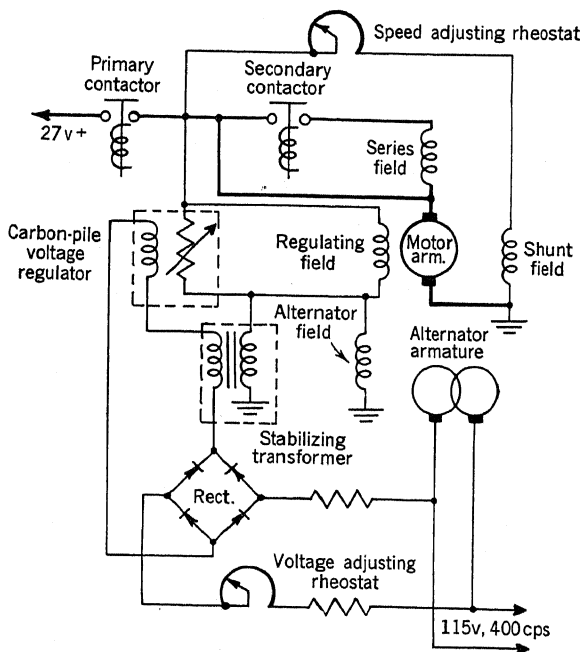 Speed adjusting rheostat
Primary
contactor
Secondary
contactor
27v+
Series
field
Carbon-pile
voltage
regulator
Regulating
field
Motor
arm.
Shunt
field
Alternator
field
Alternator
armature
Stabilizing
transformer
Rect.
Voltage adjusting
rheostat
115v, 400cps